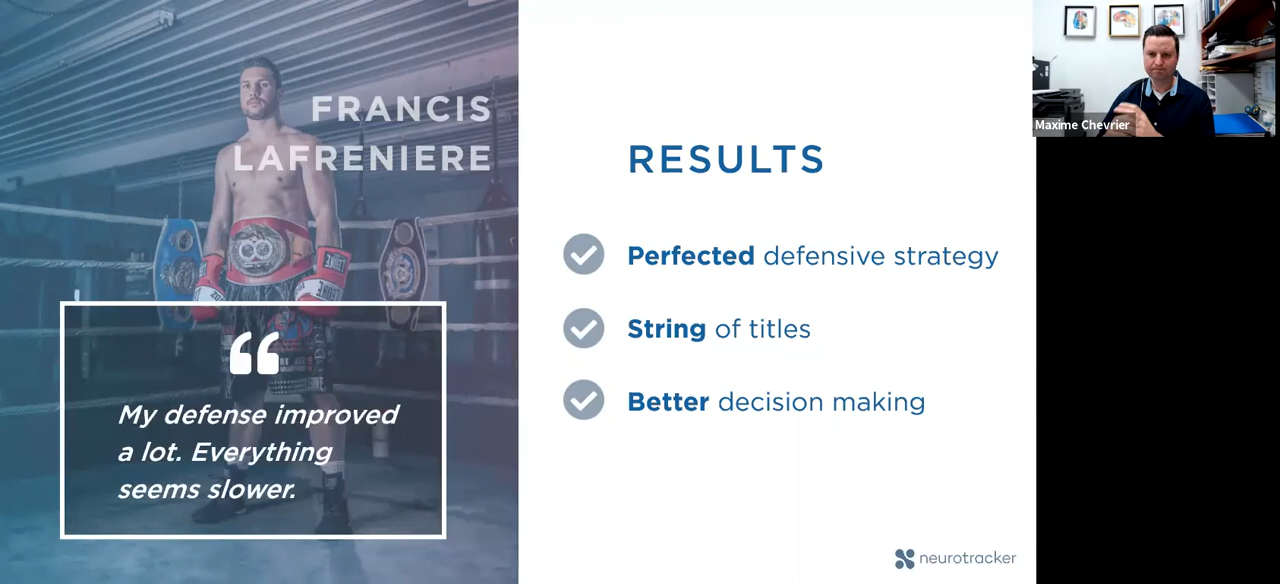 FRANCIS
LAFRENIERE
My defense improved
a lot. Everything
seems slower.
RESULTS
Perfected defensive strategy
String of titles
Better decision making
neurotracker
Maxime Chevrier
LEONE